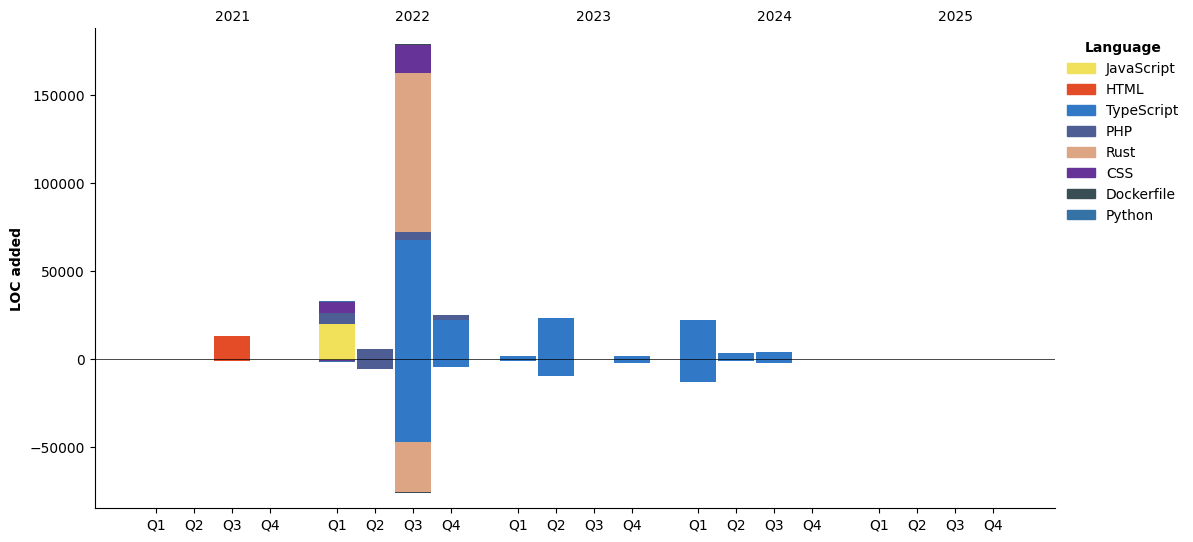 2021 2022 2023 2024 2025
Language
JavaScript
HTML
TypeScript
PHP
Rust
CSS
Dockerfile
Python
LOC added
150000
100000
50000
0
−50000
Q1 Q2 Q3 Q4 Q1 Q2 Q3 Q4 Q1 Q2 Q3 Q4 Q1 Q2 Q3 Q4 Q1 Q2 Q3 Q4